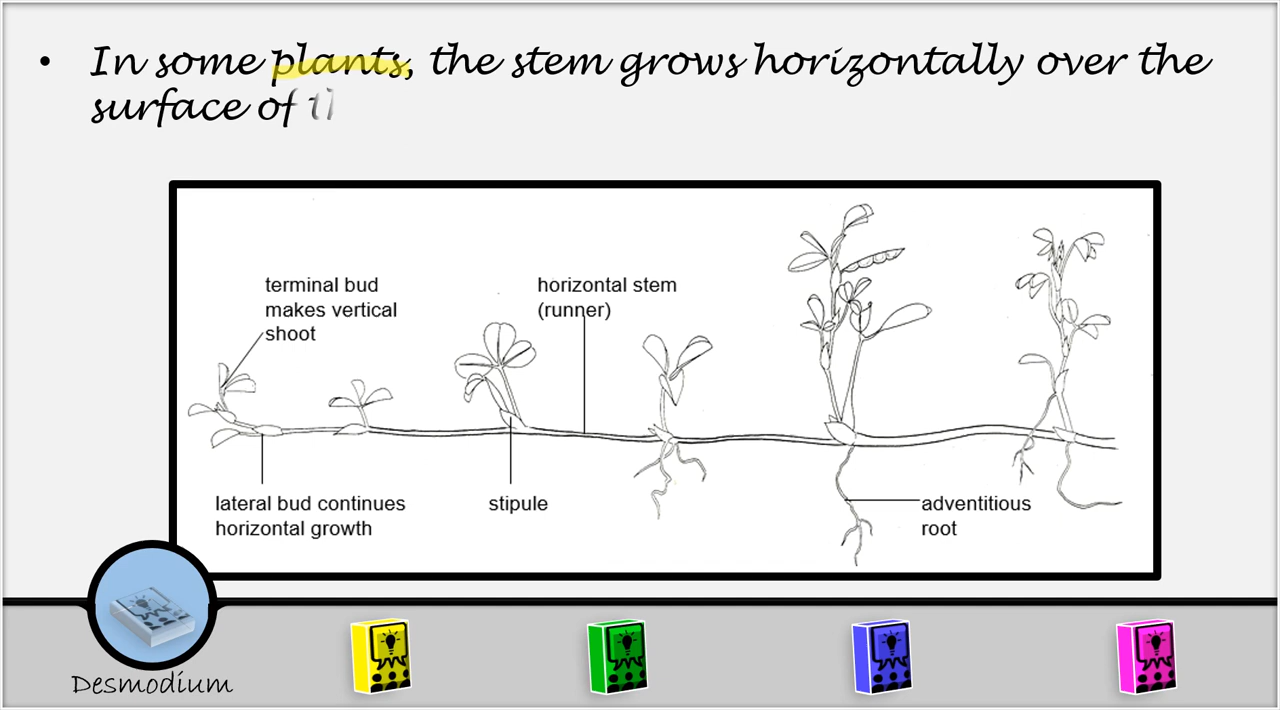 • In some plants, the stem grows horizontally over the
surface of
terminal bud
makes vertical
shoot
horizontal stem
(runner)
lateral bud continues
horizontal growth
stipule
adventitious
root
Desmodium